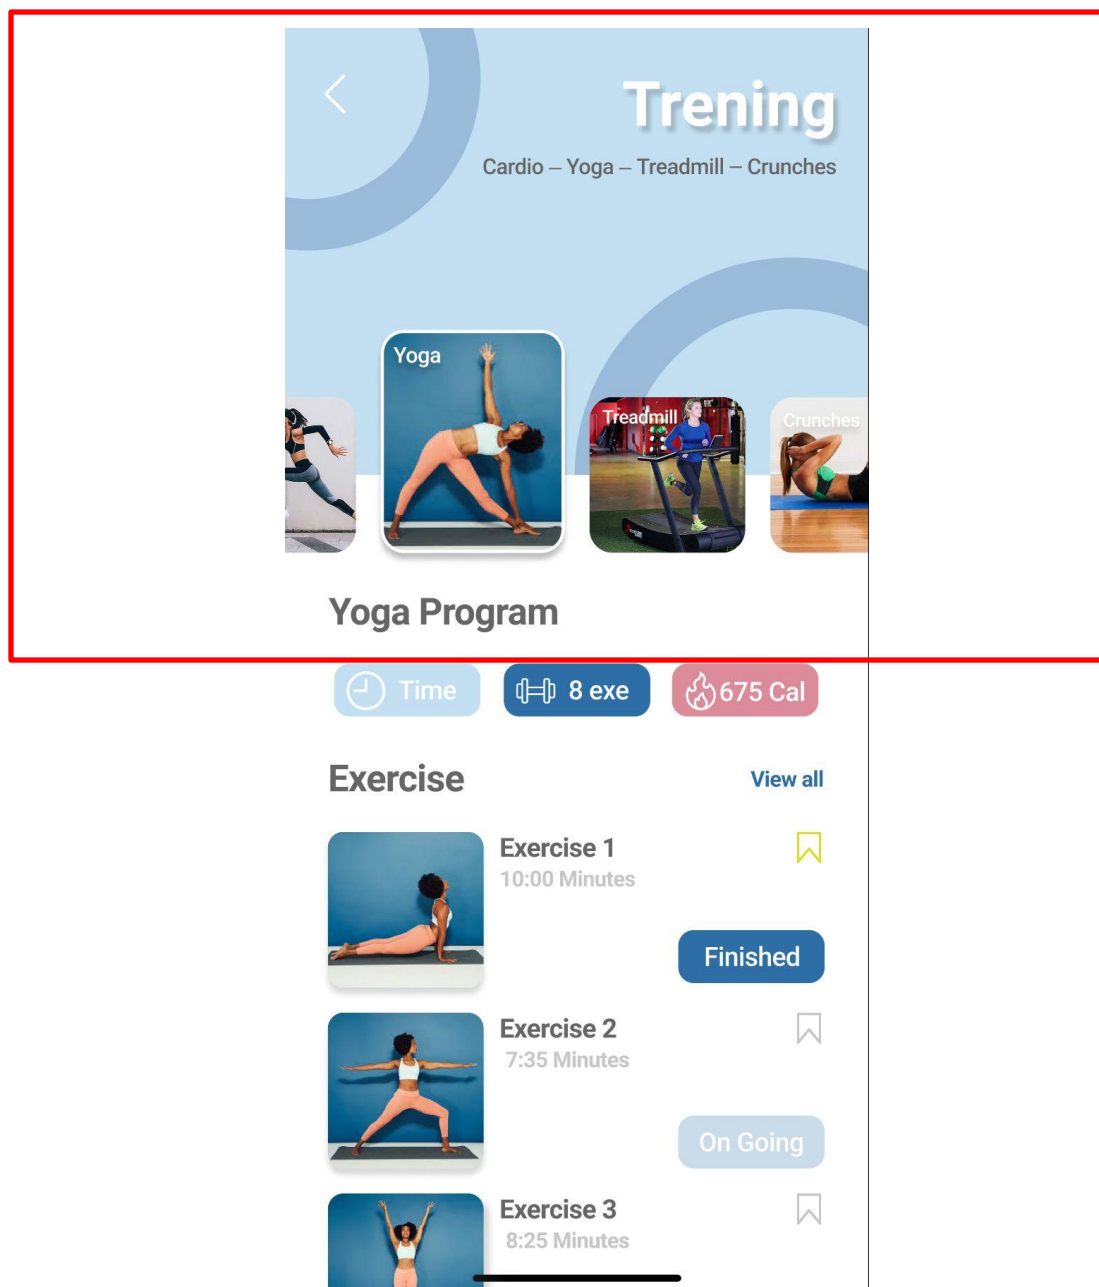 Trening
Cardio – Yoga – Treadmill – Crunches
Yoga
Treadmill
Crunches
Yoga Program
Time
8 exe
675 Cal
Exercise
View all
Exercise 1
10:00 Minutes
Finished
Exercise 2
7:35 Minutes
On Going
Exercise 3
8:25 Minutes